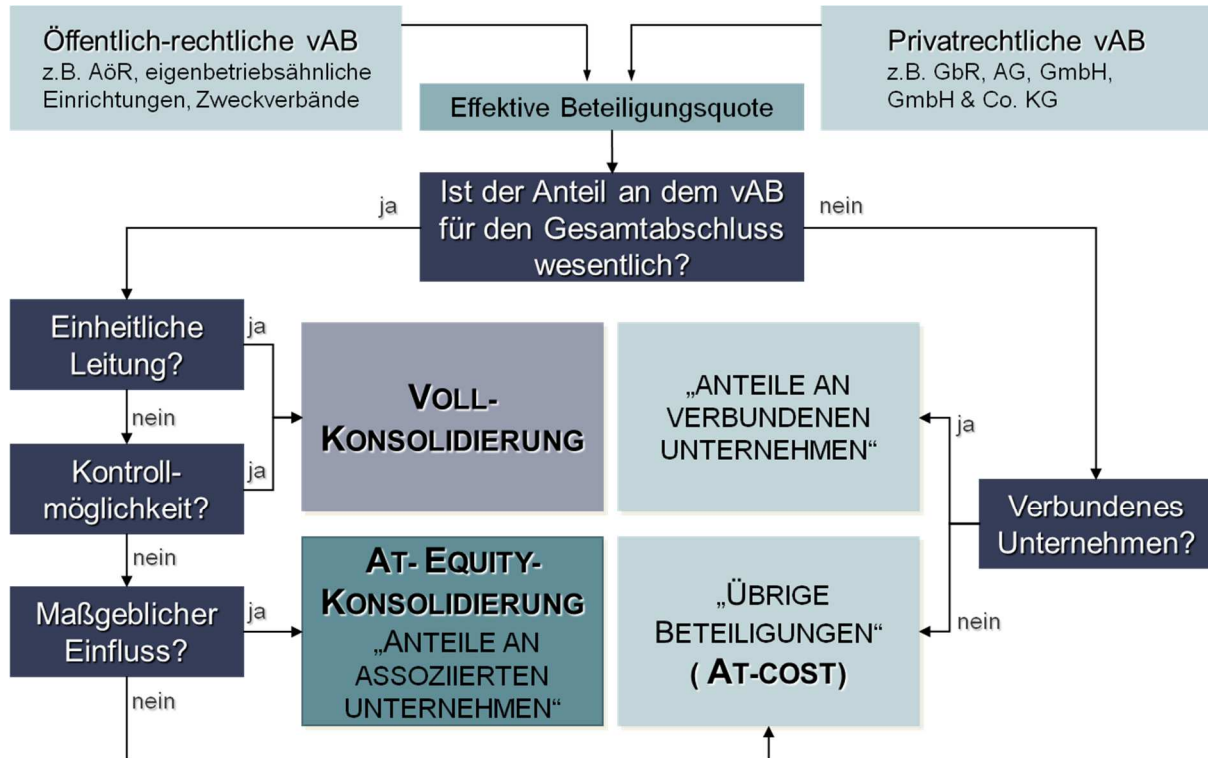 Öffentlich-rechtliche vAB
z.B. AöR, eigenbetriebsähnliche
Einrichtungen, Zweckverbände
Privatrechtliche vAB
z.B. GbR, AG, GmbH,
GmbH & Co. KG
Effektive Beteiligungsquote
Ist der Anteil an dem vAB
für den Gesamtabschluss
wesentlich?
ja
nein
Einheitliche
Leitung?
ja
nein
Kontroll-
möglichkeit?
ja
nein
Maßgeblicher
Einfluss?
ja
nein
VOLL-
KONSOLIDIERUNG
„ANTEILE AN
VERBUNDENEN
UNTERNEHMEN“
AT- EQUITY-
KONSOLIDIERUNG
„ANTEILE AN
ASSOZIIERTEN
UNTERNEHMEN“
„ÜBRIGE
BETEILIGUNGEN“
( AT-COST)
ja
Verbundenes
Unternehmen?
nein